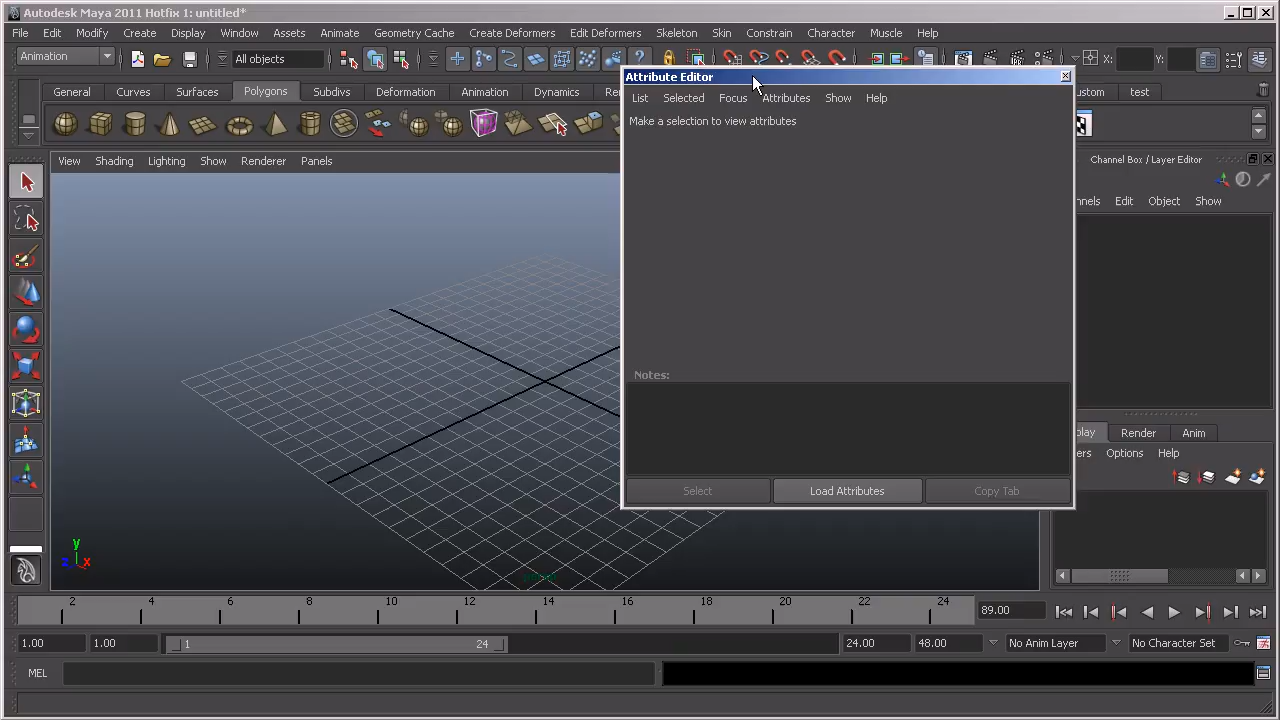 Autodesk Maya 2011 Hotfix 1: untitled*
File Edit Modify Create Display Window Assets Animate Geometry Cache Create Deformers Edit Deformers Skeleton Skin Constrain Character Muscle Help
Animation All objects X: Y:
Attribute Editor
General Curves Surfaces Polygons Subdivs Deformation Animation Dynamics Re ustom test
List Selected Focus Attributes Show Help
Make a selection to view attributes
View Shading Lighting Show Renderer Panels
Channel Box / Layer Editor
nnels Edit Object Show
Notes:
play Render Anim
ers Options Help
Select Load Attributes Copy Tab
y
z x
persp
2 4 6 8 10 12 14 16 18 20 22 24 89.00
1.00 1.00 1 24 24.00 48.00 No Anim Layer No Character Set
MEL